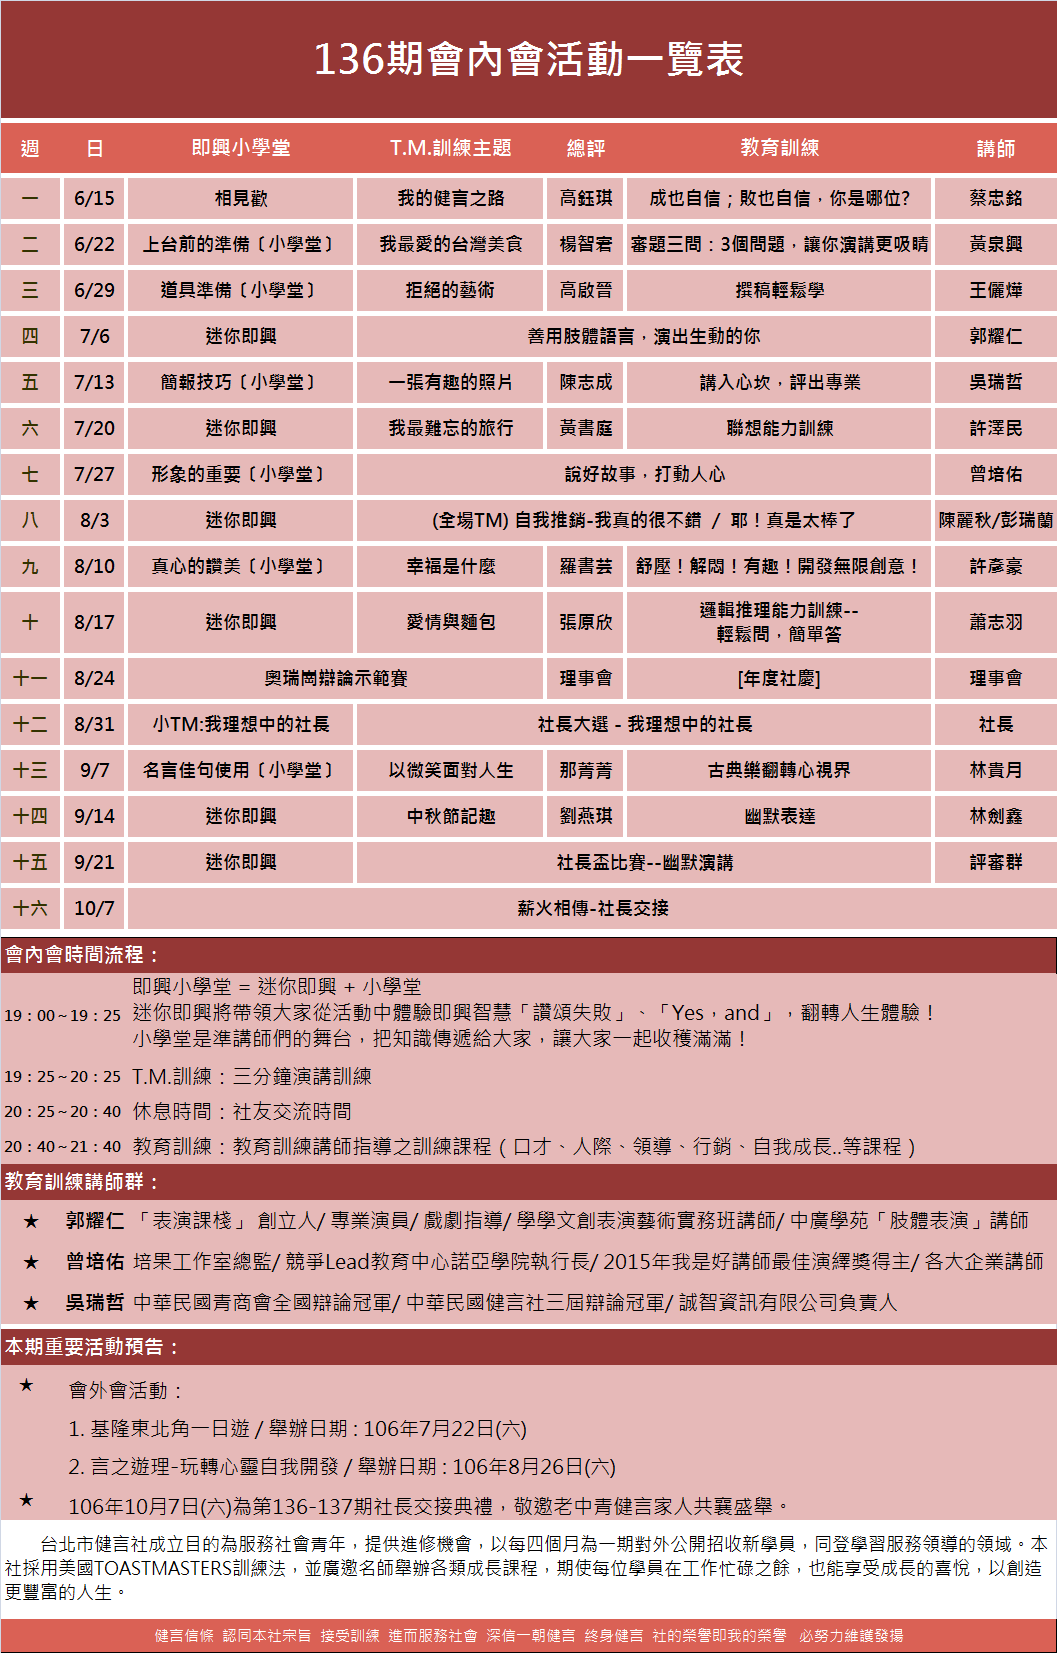 136期會內會活動一覽表
週 日 即興小學堂 T.M.訓練主題 總評 教育訓練 講師
一 6/15 相見歡 我的健言之路 高鈺琪 成也自信；敗也自信，你是哪位? 蔡忠銘
二 6/22 上台前的準備〔小學堂〕 我最愛的台灣美食 楊智宭 審題三問：3個問題，讓你演講更吸睛 黃泉興
三 6/29 道具準備〔小學堂〕 拒絕的藝術 高啟晉 撰稿輕鬆學 王儷燁
四 7/6 迷你即興 善用肢體語言，演出生動的你 郭耀仁
五 7/13 簡報技巧〔小學堂〕 一張有趣的照片 陳志成 講入心坎，評出專業 吳瑞哲
六 7/20 迷你即興 我最難忘的旅行 黃書庭 聯想能力訓練 許澤民
七 7/27 形象的重要〔小學堂〕 說好故事，打動人心 曾培佑
八 8/3 迷你即興 (全場TM) 自我推銷-我真的很不錯 / 耶！真是太棒了 陳麗秋/彭瑞蘭
九 8/10 真心的讚美〔小學堂〕 幸福是什麼 羅書芸 舒壓！解悶！有趣！開發無限創意！ 許彥豪
十 8/17 迷你即興 愛情與麵包 張原欣 邏輯推理能力訓練--
輕鬆問，簡單答 蕭志羽
十一 8/24 奧瑞崗辯論示範賽 理事會 [年度社慶] 理事會
十二 8/31 小TM:我理想中的社長 社長大選 - 我理想中的社長 社長
十三 9/7 名言佳句使用〔小學堂〕 以微笑面對人生 那菁菁 古典樂翻轉心視界 林貴月
十四 9/14 迷你即興 中秋節記趣 劉燕琪 幽默表達 林劍鑫
十五 9/21 迷你即興 社長盃比賽--幽默演講 評審群
十六 10/7 薪火相傳-社長交接
會內會時間流程：
即興小學堂 = 迷你即興 + 小學堂
19：00～19：25 迷你即興將帶領大家從活動中體驗即興智慧「讚頌失敗」、「Yes，and」，翻轉人生體驗！
小學堂是準講師們的舞台，把知識傳遞給大家，讓大家一起收穫滿滿！
19：25～20：25 T.M.訓練：三分鐘演講訓練
20：25～20：40 休息時間：社友交流時間
20：40～21：40 教育訓練：教育訓練講師指導之訓練課程（口才、人際、領導、行銷、自我成長..等課程）
教育訓練講師群：
★ 郭耀仁 「表演課棧」 創立人/ 專業演員/ 戲劇指導/ 學學文創表演藝術實務班講師/ 中廣學苑「肢體表演」講師
★ 曾培佑 培果工作室總監/ 競爭Lead教育中心諾亞學院執行長/ 2015年我是好講師最佳演繹獎得主/ 各大企業講師
★ 吳瑞哲 中華民國青商會全國辯論冠軍/ 中華民國健言社三屆辯論冠軍/ 誠智資訊有限公司負責人
本期重要活動預告：
★ 會外會活動：
1. 基隆東北角一日遊 / 舉辦日期 : 106年7月22日(六)
2. 言之遊理-玩轉心靈自我開發 / 舉辦日期 : 106年8月26日(六)
★ 106年10月7日(六)為第136-137期社長交接典禮，敬邀老中青健言家人共襄盛舉。
台北市健言社成立目的為服務社會青年，提供進修機會，以每四個月為一期對外公開招收新學員，同登學習服務領導的領域。本
社採用美國TOASTMASTERS訓練法，並廣邀名師舉辦各類成長課程，期使每位學員在工作忙碌之餘，也能享受成長的喜悅，以創造
更豐富的人生。
健言信條 認同本社宗旨 接受訓練 進而服務社會 深信一朝健言 終身健言 社的榮譽即我的榮譽 必努力維護發揚